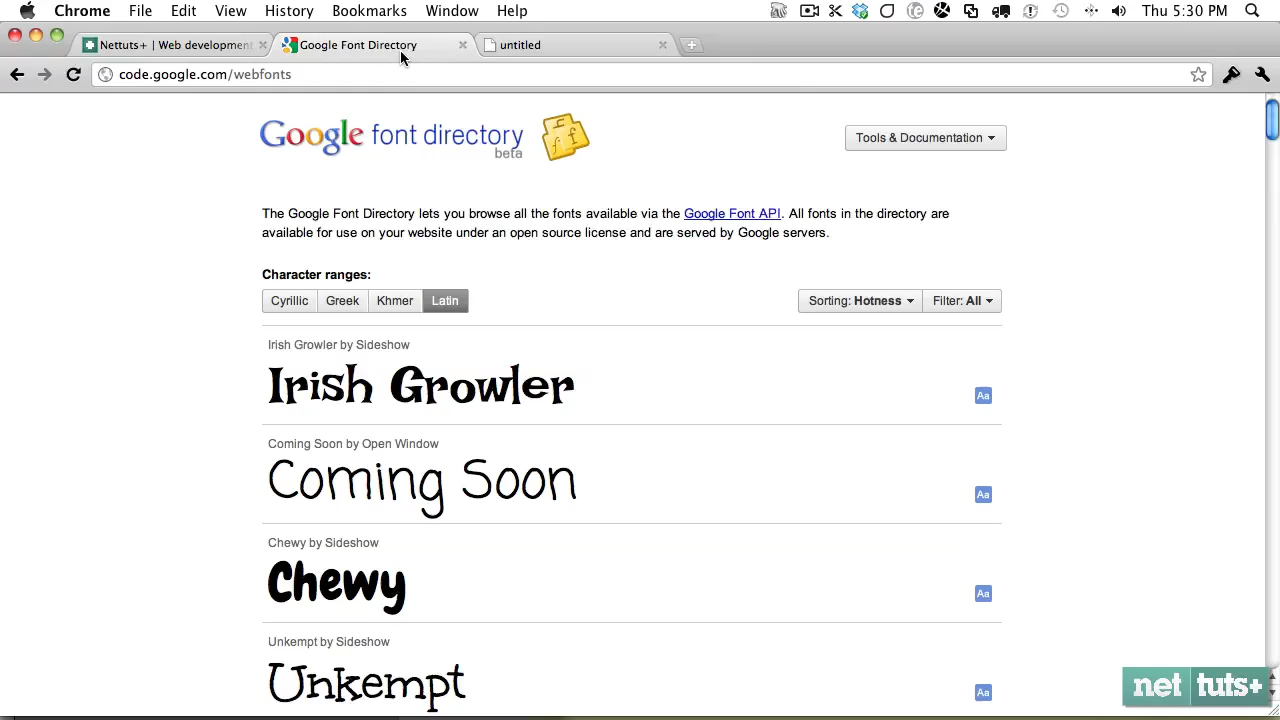 Chrome File Edit View History Bookmarks Window Help Thu 5:30 PM
Nettuts+ | Web development Google Font Directory untitled
code.google.com/webfonts
Google font directory
beta
Tools & Documentation
The Google Font Directory lets you browse all the fonts available via the Google Font API. All fonts in the directory are
available for use on your website under an open source license and are served by Google servers.
Character ranges:
Cyrillic Greek Khmer Latin Sorting: Hotness Filter: All
Irish Growler by Sideshow
Irish Growler
Aa
Coming Soon by Open Window
Coming Soon
Aa
Chewy by Sideshow
Chewy
Aa
Unkempt by Sideshow
Unkempt
Aa
net tuts+